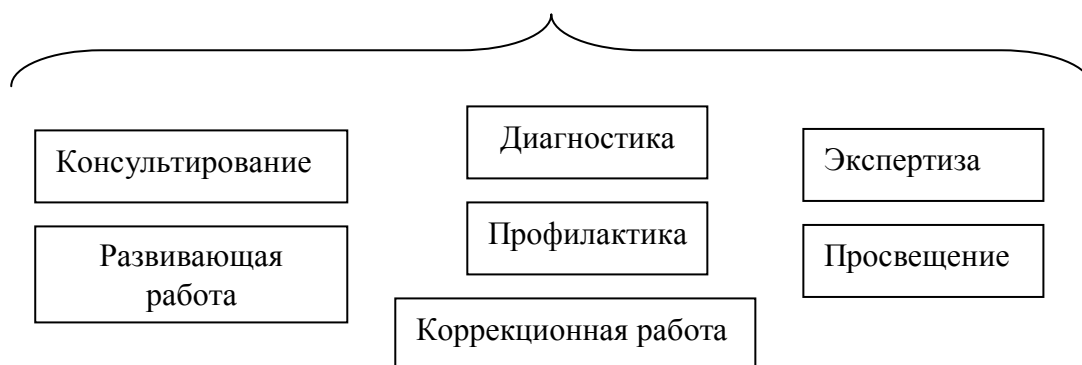 Консультирование
Развивающая
работа
Диагностика
Профилактика
Коррекционная работа
Экспертиза
Просвещение